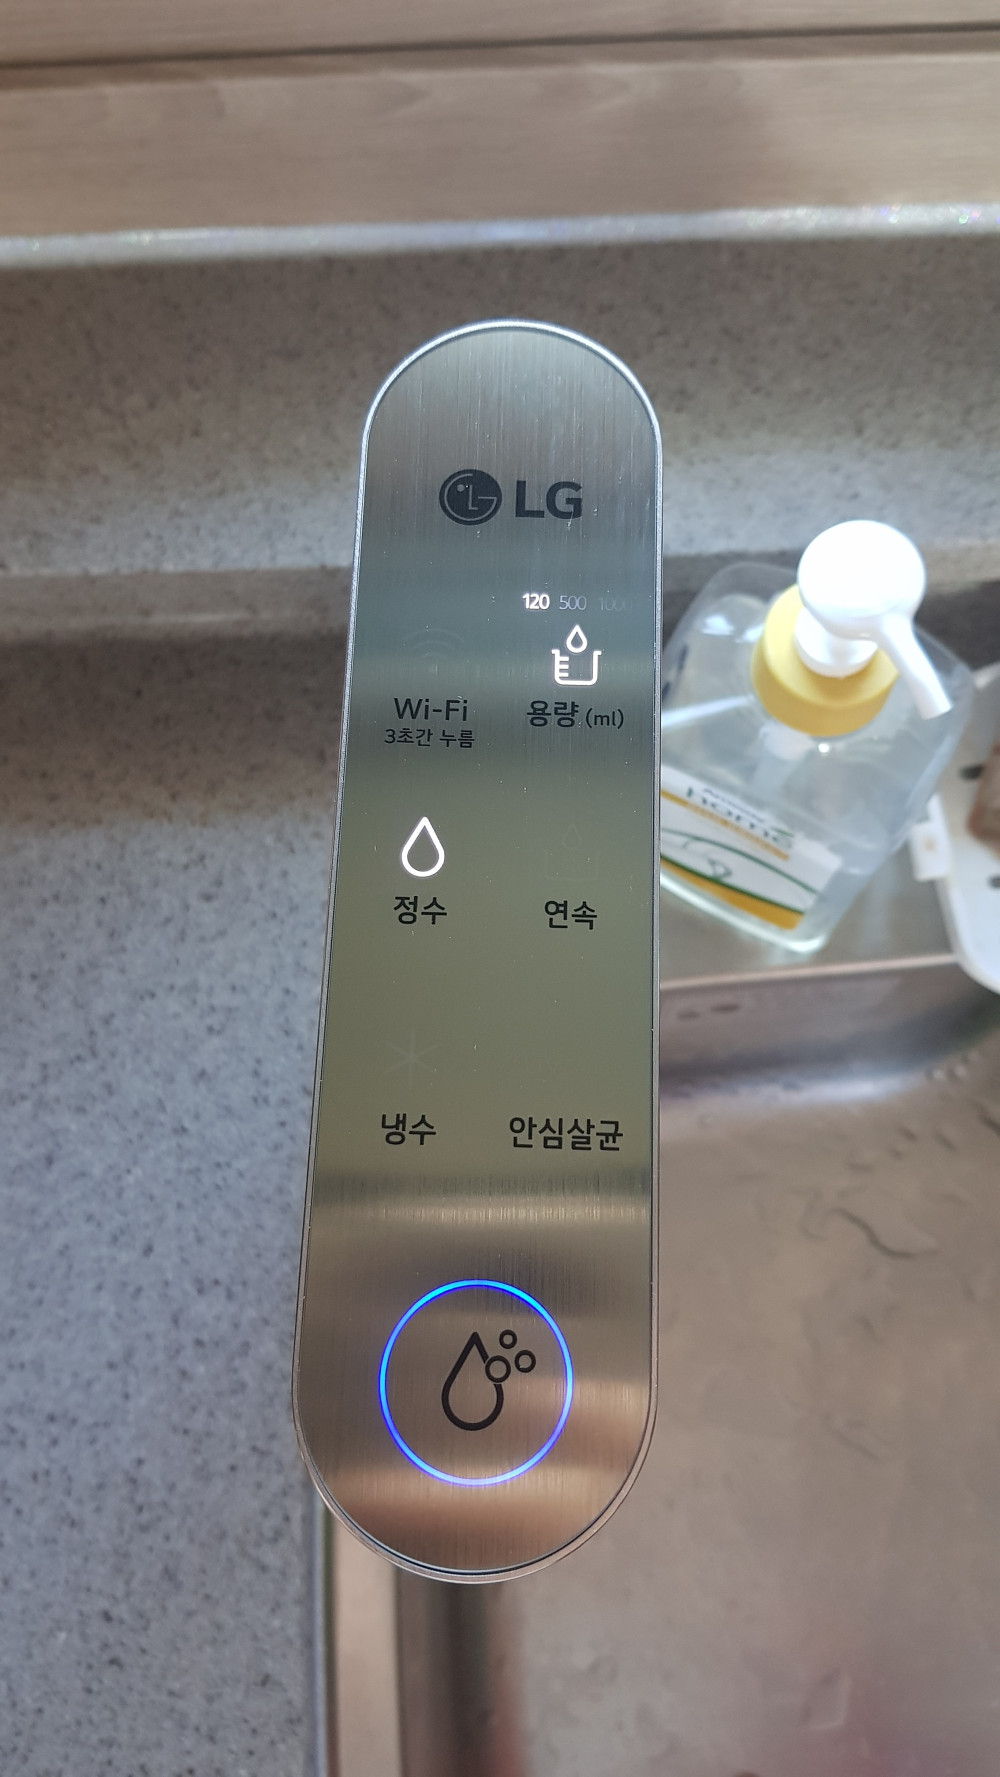 LG
120 500 1000
Wi-Fi 용량 (ml)
3초간 누름
정수 연속
냉수 안심살균
home